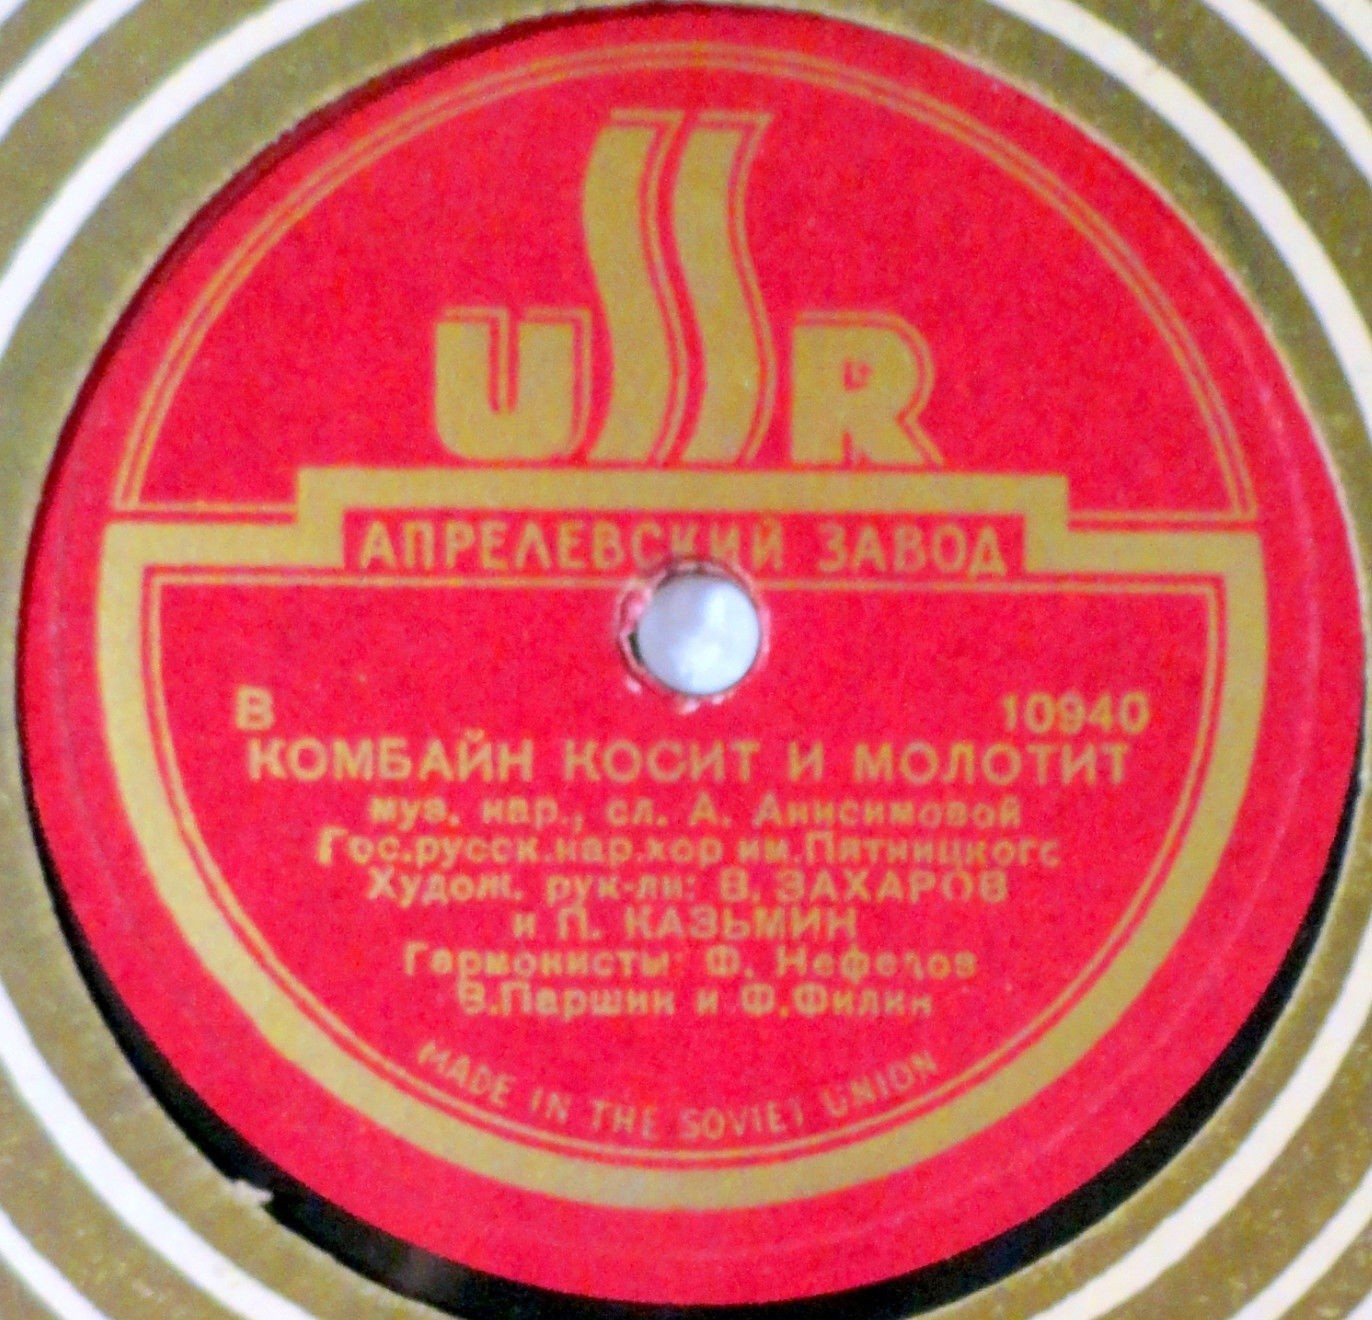 USSR
АПРЕЛЕВСКИЙ ЗАВОД
В 10940
КОМБАЙН КОСИТ И МОЛОТИТ
муз. нар., сл. А. Анисимовой
Гос.русск.нар.хор им.Пятницкого
Худож. рук-ли: В. ЗАХАРОВ
и П. КАЗЬМИН
Гармонисты: Ф. Нефедов
В.Паршин и Ф.Филин
MADE IN THE SOVIET UNION